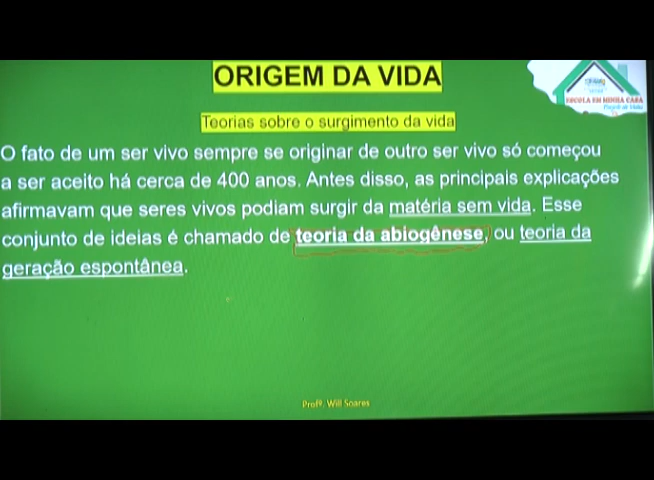 ORIGEM DA VIDA
Teorias sobre o surgimento da vida
O fato de um ser vivo sempre se originar de outro ser vivo só começou
a ser aceito há cerca de 400 anos. Antes disso, as principais explicações
afirmavam que seres vivos podiam surgir da matéria sem vida. Esse
conjunto de ideias é chamado de teoria da abiogênese, ou teoria da
geração espontânea.
ESCOLA EM MINHA CASA
Profº. Will Soares